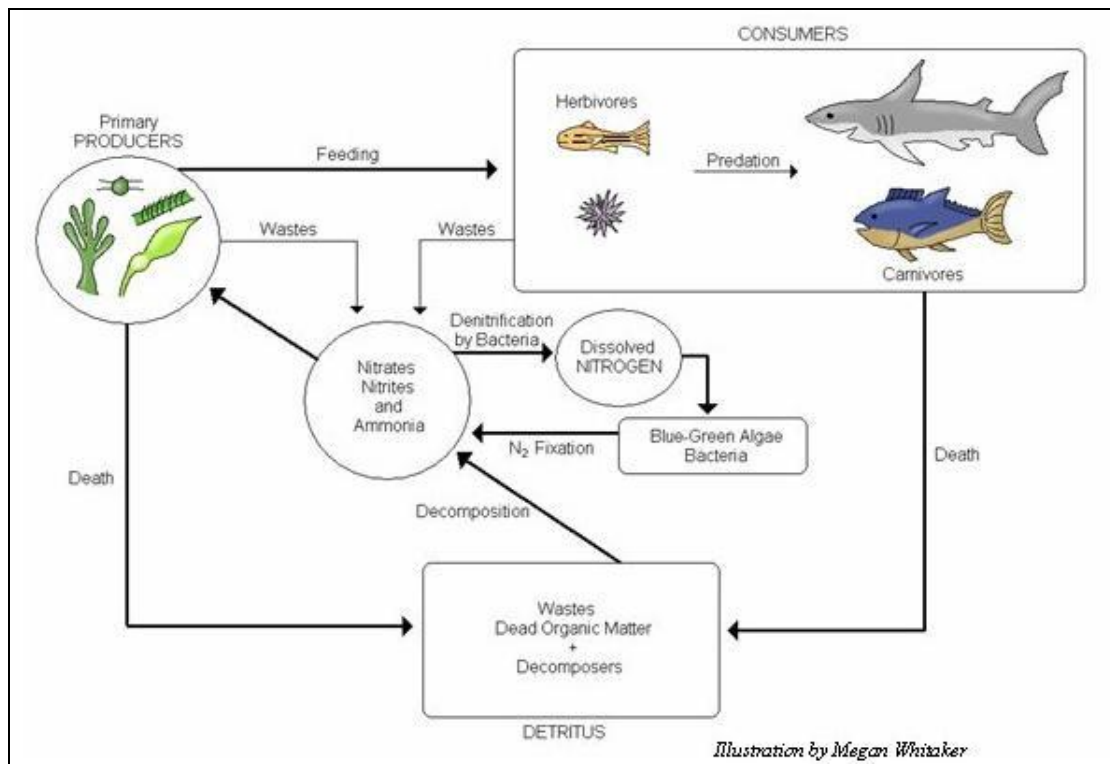 CONSUMERS
Primary
PRODUCERS
Herbivores
Feeding
Predation
Wastes
Wastes
Carnivores
Denitrification
by Bacteria
Dissolved
NITROGEN
Nitrates
Nitrites
and
Ammonia
Blue-Green Algae
Bacteria
N₂ Fixation
Death
Death
Decomposition
Wastes
Dead Organic Matter
+
Decomposers
DETRITUS
Illustration by Megan Whitaker